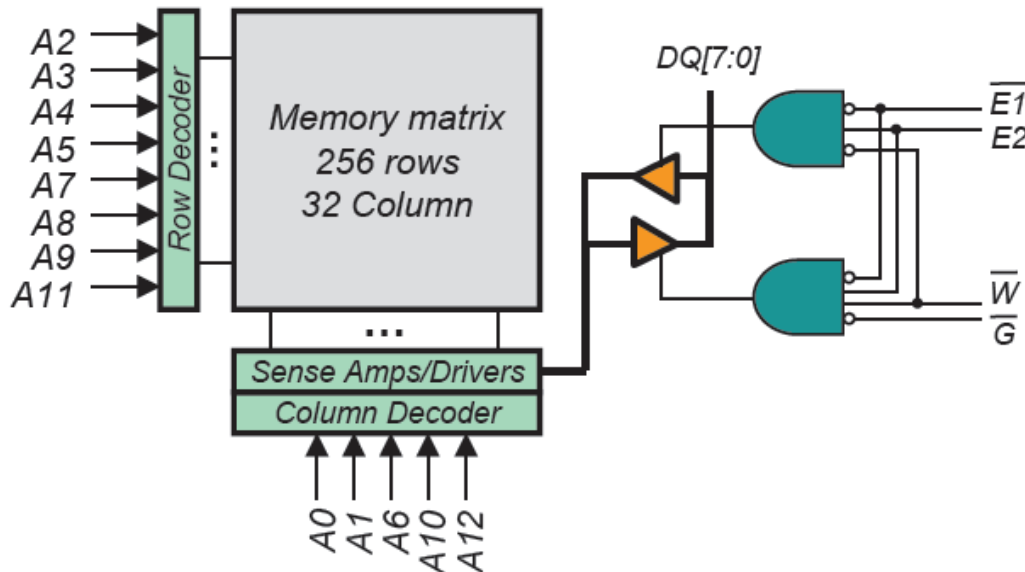 A2
A3
A4
A5
A7
A8
A9
A11
Row Decoder
...
Memory matrix
256 rows
32 Column
...
Sense Amps/Drivers
Column Decoder
A0
A1
A6
A10
A12
DQ[7:0]
E1̅
E2
W̅
G̅